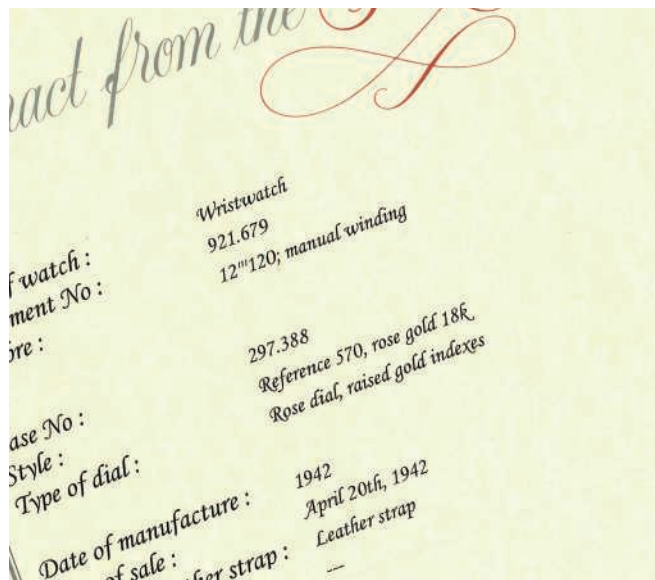 ract from the
f watch : Wristwatch
ment No : 921.679
re : 12'''120; manual winding
ase No : 297.388
Style : Reference 570, rose gold 18k
Type of dial : Rose dial, raised gold indexes
Date of manufacture : 1942
of sale : April 20th, 1942
her strap : Leather strap
---